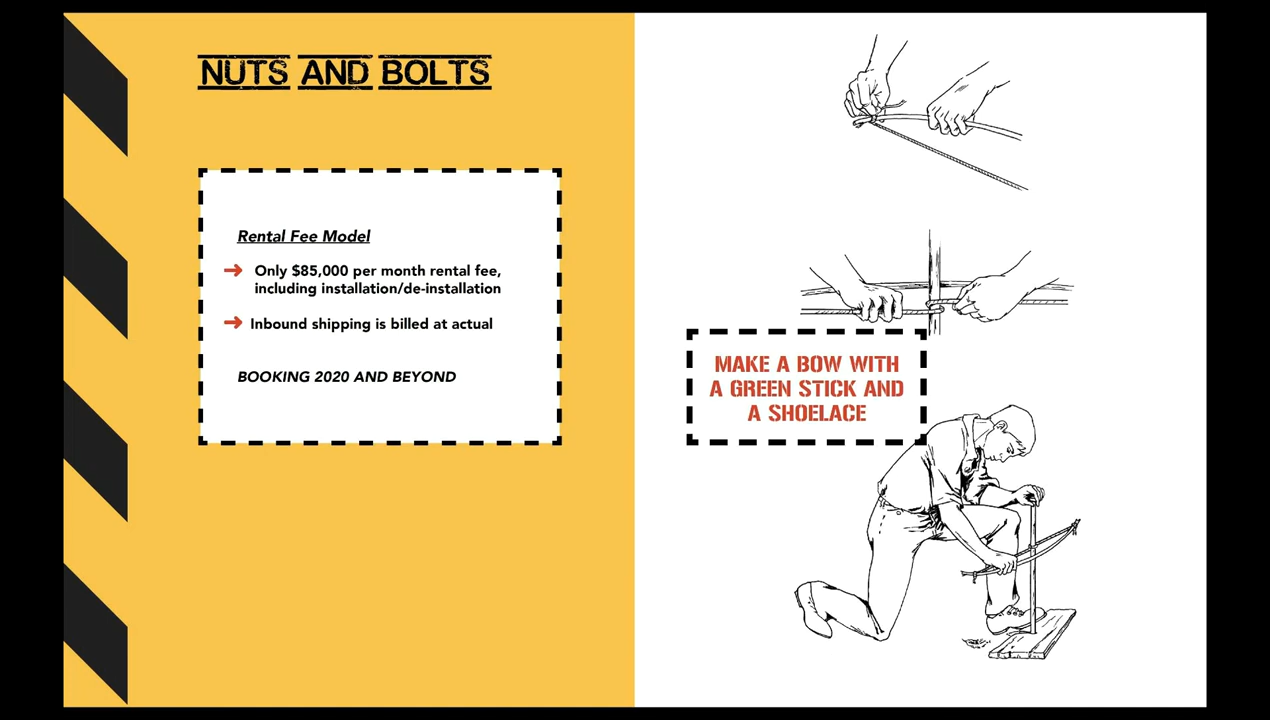 NUTS AND BOLTS
Rental Fee Model
➔ Only $85,000 per month rental fee,
including installation/de-installation
➔ Inbound shipping is billed at actual
BOOKING 2020 AND BEYOND
MAKE A BOW WITH
A GREEN STICK AND
A SHOELACE